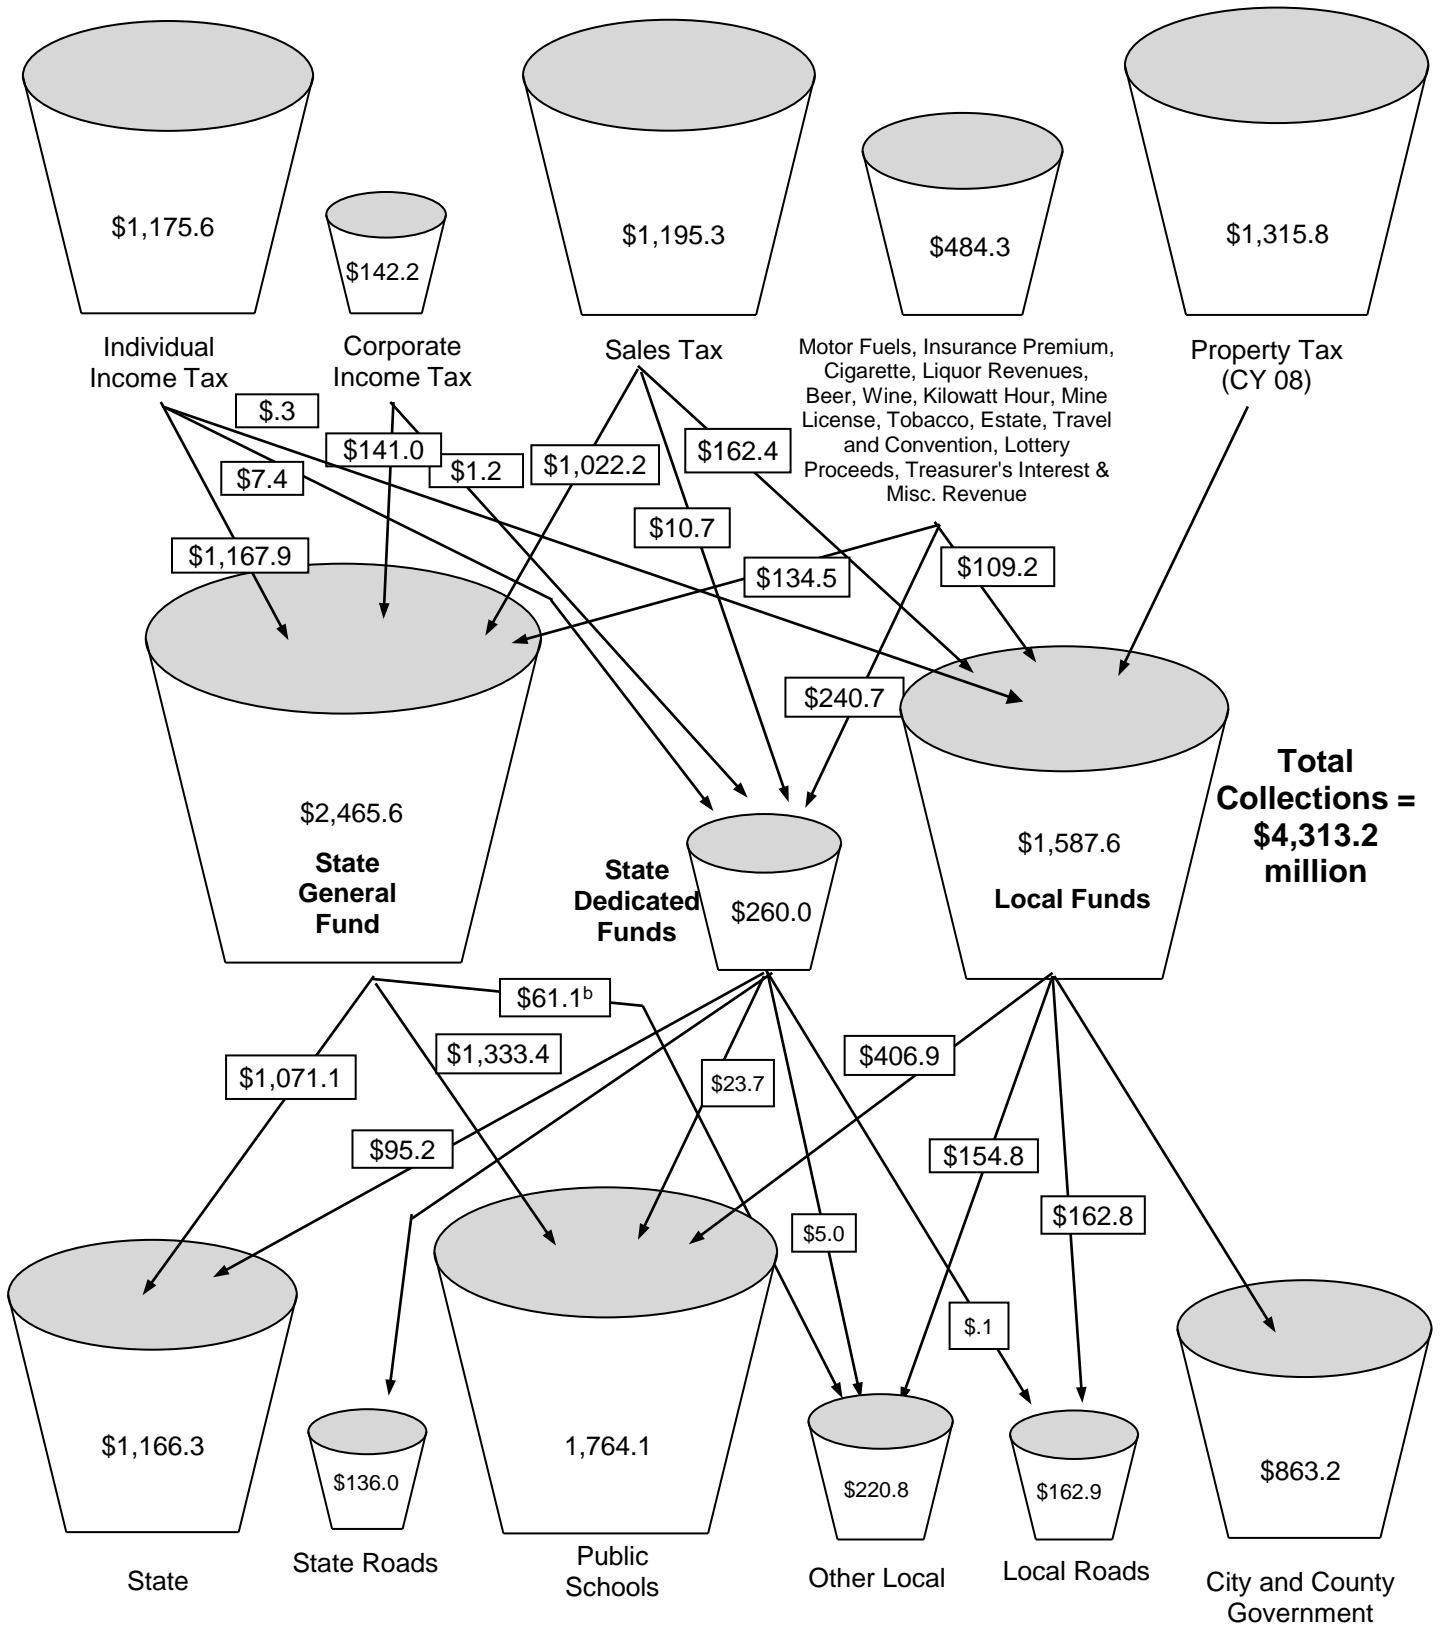 $1,175.6
$142.2
$1,195.3
$484.3
$1,315.8
Individual
Income Tax
Corporate
Income Tax
Sales Tax
Motor Fuels, Insurance Premium,
Cigarette, Liquor Revenues,
Beer, Wine, Kilowatt Hour, Mine
License, Tobacco, Estate, Travel
and Convention, Lottery
Proceeds, Treasurer's Interest &
Misc. Revenue
Property Tax
(CY 08)
$.3
$141.0
$7.4
$1.2
$1,022.2
$162.4
$10.7
$1,167.9
$134.5
$109.2
$240.7
$2,465.6
State
General
Fund
State
Dedicated
Funds
$260.0
$1,587.6
Local Funds
Total
Collections =
$4,313.2
million
$61.1b
$1,333.4
$1,071.1
$23.7
$406.9
$95.2
$154.8
$162.8
$5.0
$.1
$1,166.3
$136.0
1,764.1
$220.8
$162.9
$863.2
State
State Roads
Public
Schools
Other Local
Local Roads
City and County
Government